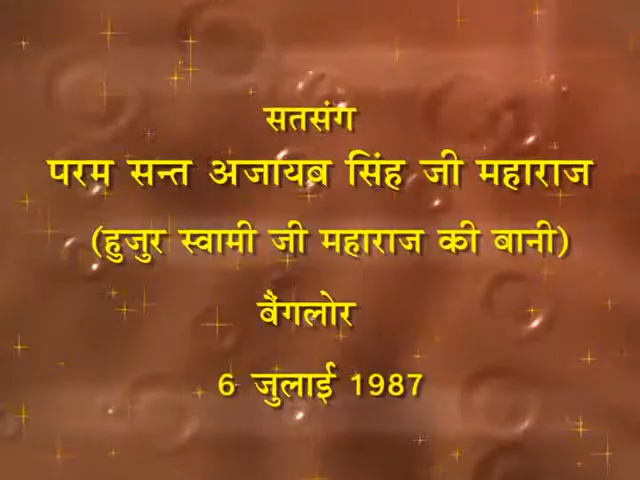 सतसंग
परम सन्त अजायब सिंह जी महाराज
(हुजुर स्वामी जी महाराज की बानी)
बैंगलोर
6 जुलाई 1987